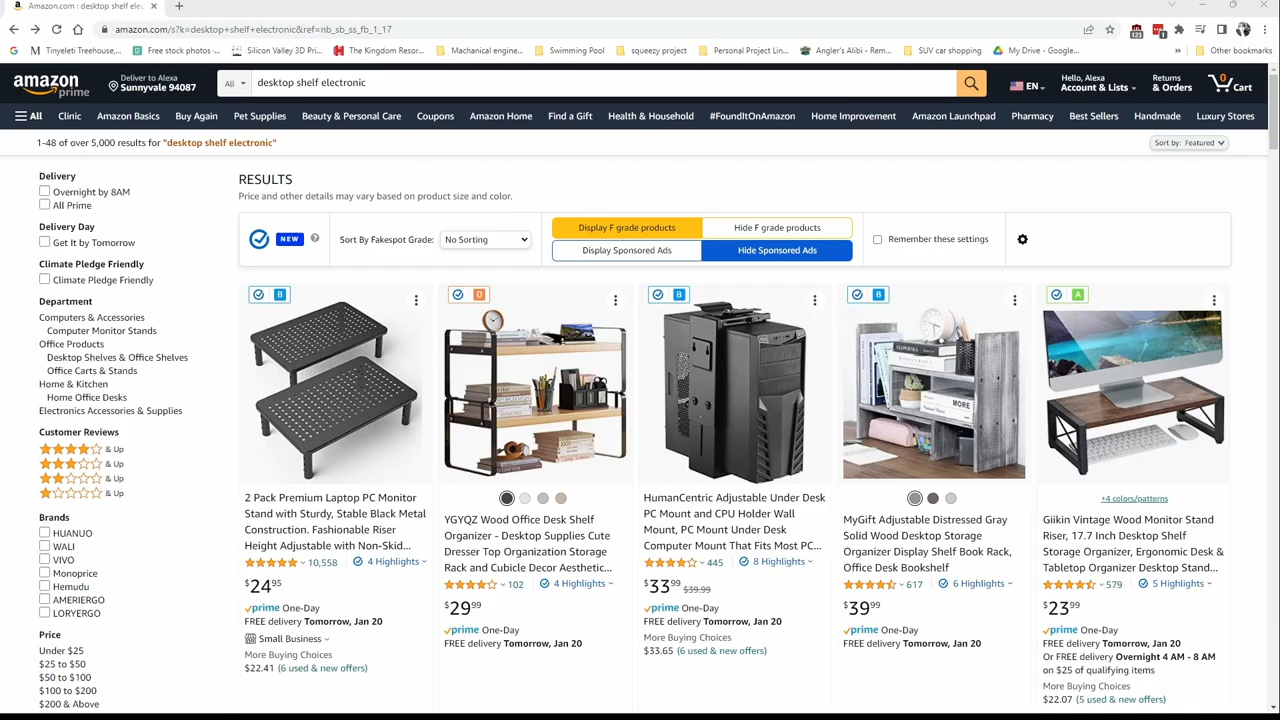 Amazon.com : desktop shelf elec
amazon.com/s?k=desktop+shelf+electronic&ref=nb_sb_ss_fb_1_17
123
1
Tinyeleti Treehouse,...
Free stock photos -...
Silicon Valley 3D Pri...
The Kingdom Resor...
Machanical engine...
Swimming Pool
squeezy project
Personal Project Lin...
Angler's Alibi - Rem...
SUV car shopping
My Drive - Google...
»
Other bookmarks
amazon
prime
Deliver to Alexa
Sunnyvale 94087
All
desktop shelf electronic
EN
Hello, Alexa
Account & Lists
Returns
& Orders
0
Cart
All
Clinic
Amazon Basics
Buy Again
Pet Supplies
Beauty & Personal Care
Coupons
Amazon Home
Find a Gift
Health & Household
#FoundItOnAmazon
Home Improvement
Amazon Launchpad
Pharmacy
Best Sellers
Handmade
Luxury Stores
1-48 of over 5,000 results for "desktop shelf electronic"
Sort by: Featured
Delivery
Overnight by 8AM
All Prime
Delivery Day
Get It by Tomorrow
Climate Pledge Friendly
Climate Pledge Friendly
Department
Computers & Accessories
Computer Monitor Stands
Office Products
Desktop Shelves & Office Shelves
Office Carts & Stands
Home & Kitchen
Home Office Desks
Electronics Accessories & Supplies
Customer Reviews
& Up
& Up
& Up
& Up
Brands
HUANUO
WALI
VIVO
Monoprice
Hemudu
AMERIERGO
LORYERGO
Price
Under $25
$25 to $50
$50 to $100
$100 to $200
$200 & Above
RESULTS
Price and other details may vary based on product size and color.
NEW
Sort By Fakespot Grade:
No Sorting
Display F grade products
Hide F grade products
Display Sponsored Ads
Hide Sponsored Ads
Remember these settings
B
2 Pack Premium Laptop PC Monitor
Stand with Sturdy, Stable Black Metal
Construction. Fashionable Riser
Height Adjustable with Non-Skid...
10,558
4 Highlights
$24 95
prime One-Day
FREE delivery Tomorrow, Jan 20
Small Business
More Buying Choices
$22.41 (6 used & new offers)
D
YGYQZ Wood Office Desk Shelf
Organizer - Desktop Supplies Cute
Dresser Top Organization Storage
Rack and Cubicle Decor Aesthetic...
102
4 Highlights
$29 99
prime One-Day
FREE delivery Tomorrow, Jan 20
B
HumanCentric Adjustable Under Desk
PC Mount and CPU Holder Wall
Mount, PC Mount Under Desk
Computer Mount That Fits Most PC...
445
8 Highlights
$33 99 $39.99
prime One-Day
FREE delivery Tomorrow, Jan 20
More Buying Choices
$33.65 (6 used & new offers)
B
MORE
MyGift Adjustable Distressed Gray
Solid Wood Desktop Storage
Organizer Display Shelf Book Rack,
Office Desk Bookshelf
617
6 Highlights
$39 99
prime One-Day
FREE delivery Tomorrow, Jan 20
A
+4 colors/patterns
Giikin Vintage Wood Monitor Stand
Riser, 17.7 Inch Desktop Shelf
Storage Organizer, Ergonomic Desk &
Tabletop Organizer Desktop Stand...
579
5 Highlights
$23 99
prime One-Day
FREE delivery Tomorrow, Jan 20
Or FREE delivery Overnight 4 AM - 8 AM
on $25 of qualifying items
More Buying Choices
$22.07 (5 used & new offers)